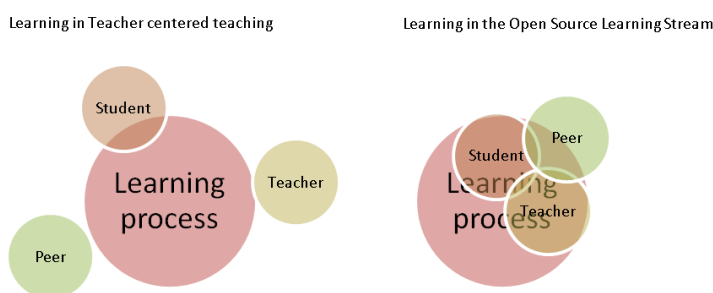 Learning in Teacher centered teaching
Student
Learning
process
Teacher
Peer
Learning in the Open Source Learning Stream
Peer
Student
Learning
process
Teacher